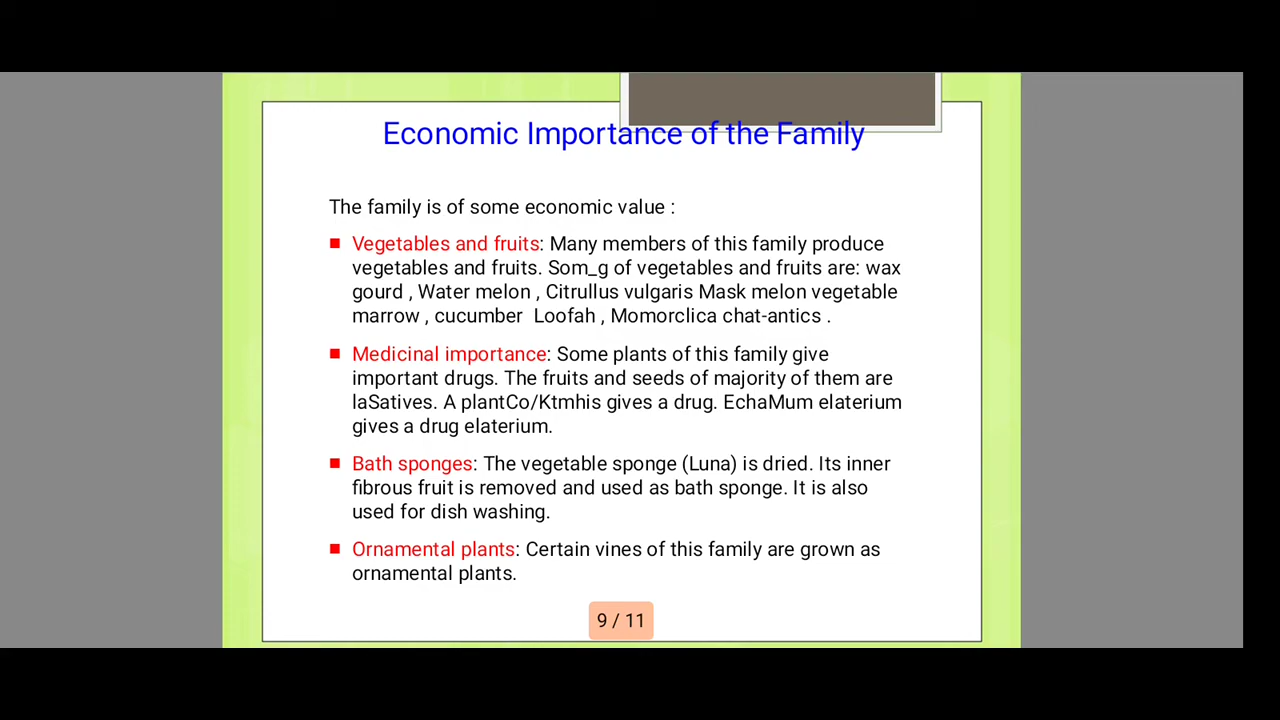 Economic Importance of the Family
The family is of some economic value :
Vegetables and fruits: Many members of this family produce
vegetables and fruits. Som_g of vegetables and fruits are: wax
gourd , Water melon , Citrullus vulgaris Mask melon vegetable
marrow , cucumber Loofah , Momorclica chat-antics .
Medicinal importance: Some plants of this family give
important drugs. The fruits and seeds of majority of them are
laSatives. A plantCo/Ktmhis gives a drug. EchaMum elaterium
gives a drug elaterium.
Bath sponges: The vegetable sponge (Luna) is dried. Its inner
fibrous fruit is removed and used as bath sponge. It is also
used for dish washing.
Ornamental plants: Certain vines of this family are grown as
ornamental plants.
9 / 11